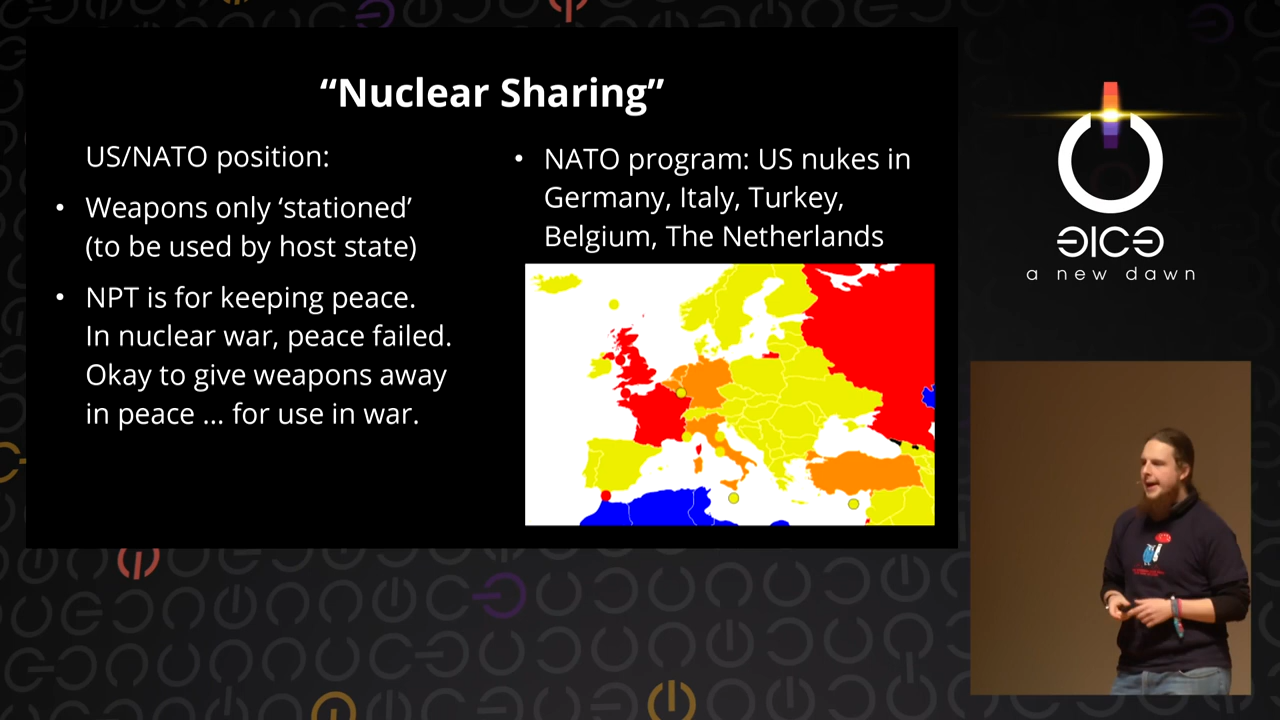 “Nuclear Sharing”
US/NATO position:
• Weapons only ‘stationed’
(to be used by host state)
• NPT is for keeping peace.
In nuclear war, peace failed.
Okay to give weapons away
in peace ... for use in war.
• NATO program: US nukes in
Germany, Italy, Turkey,
Belgium, The Netherlands
a new dawn